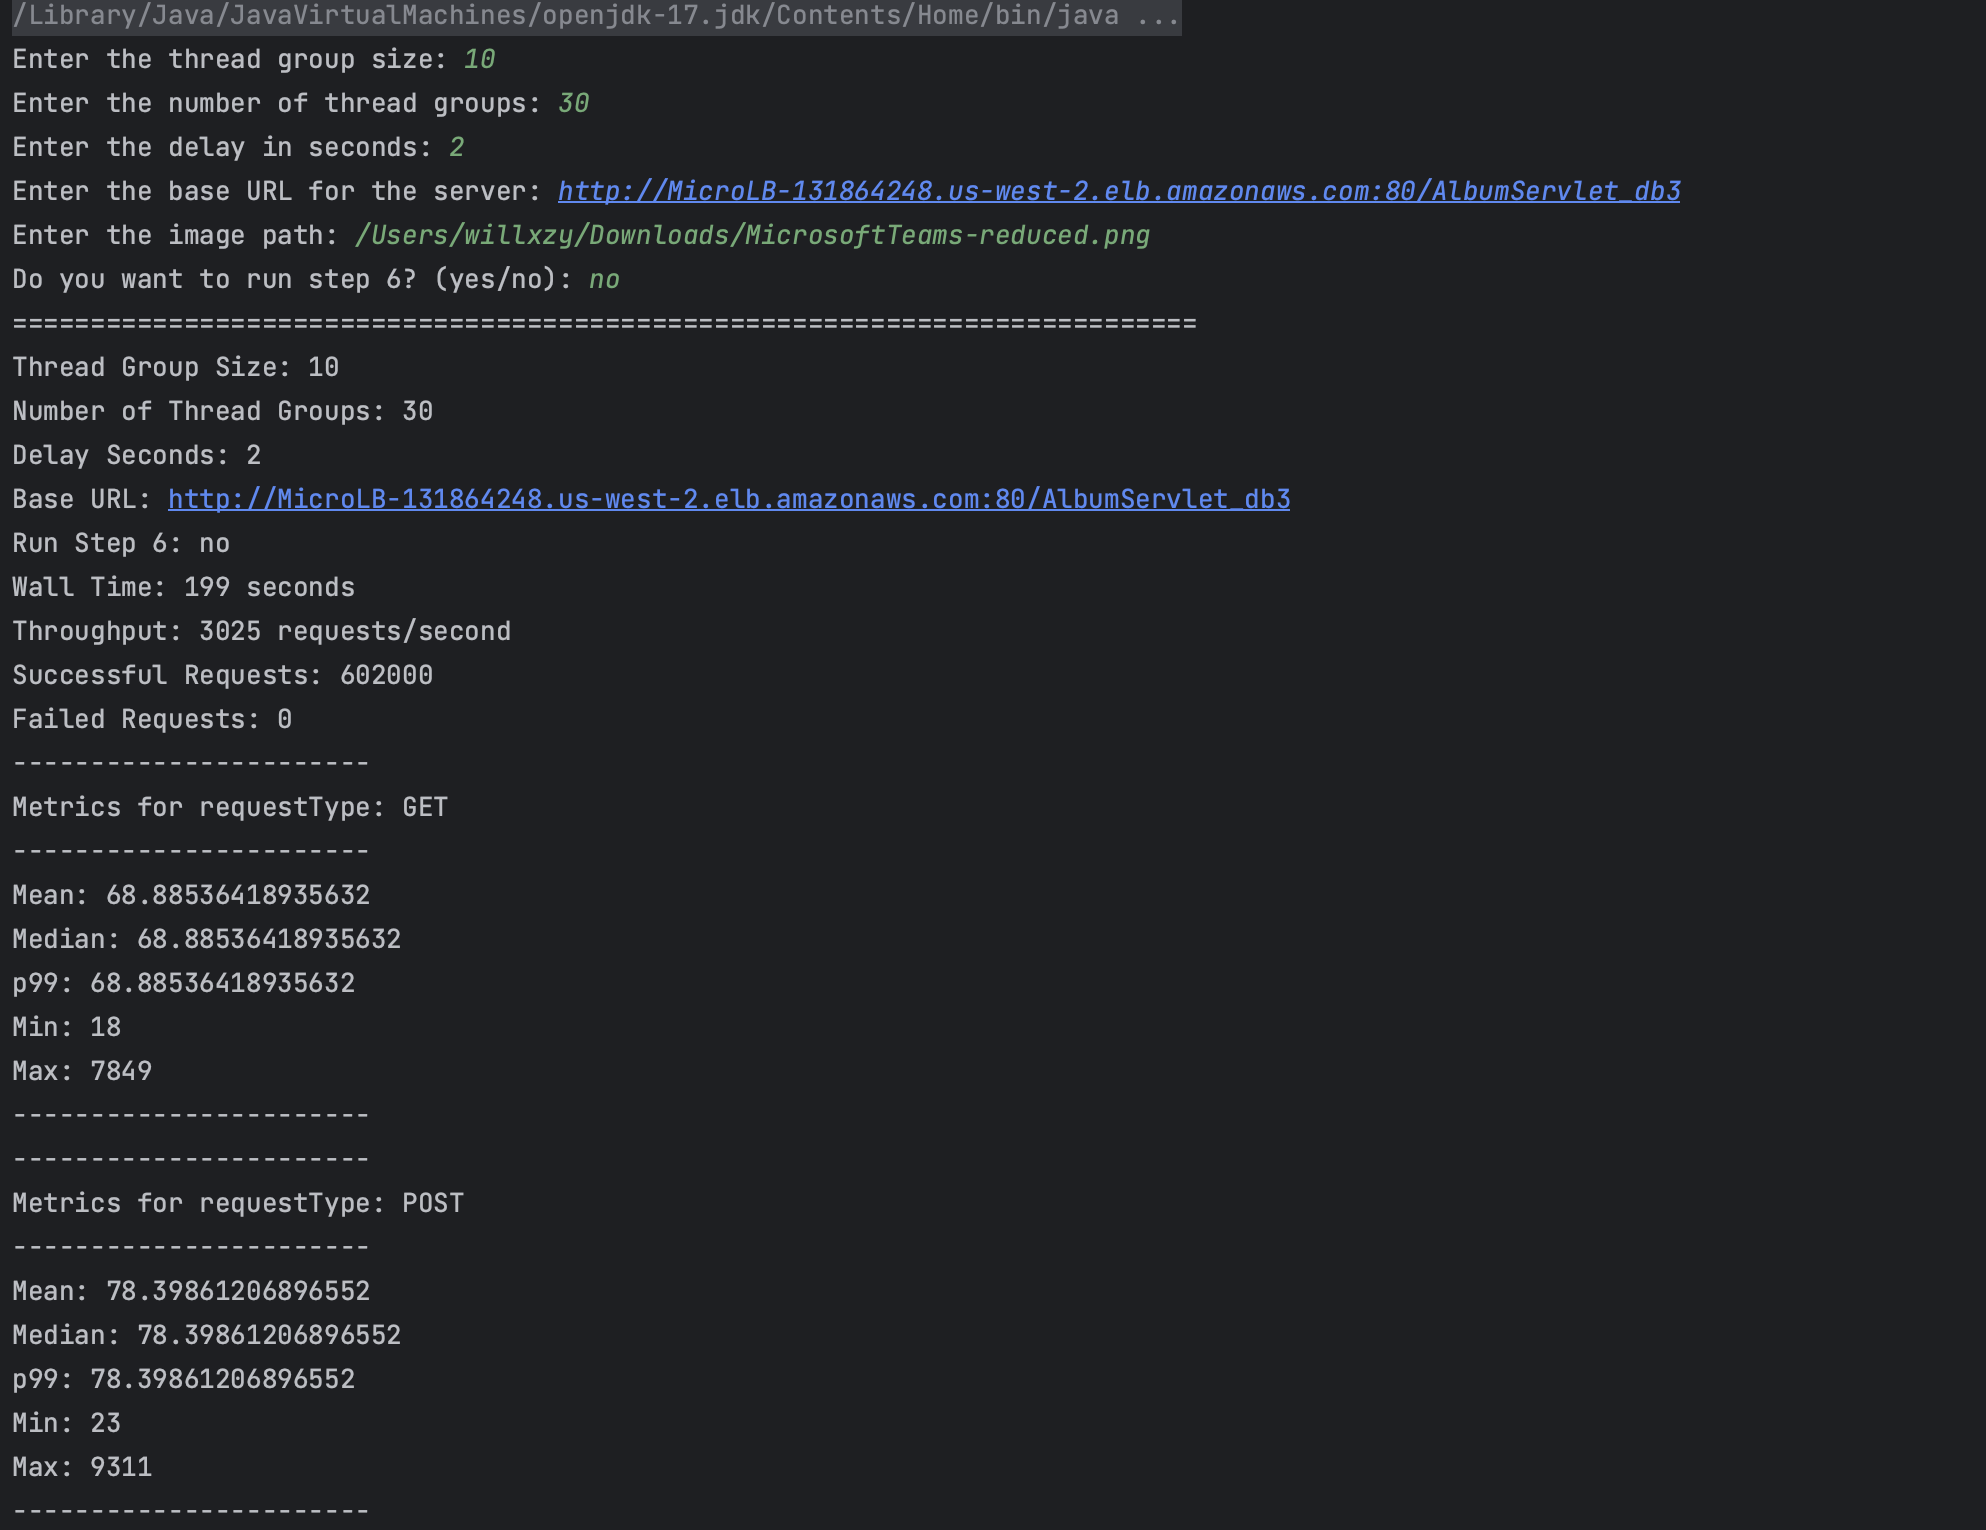 /Library/Java/JavaVirtualMachines/openjdk-17.jdk/Contents/Home/bin/java ...
Enter the thread group size: 10
Enter the number of thread groups: 30
Enter the delay in seconds: 2
Enter the base URL for the server: http://MicroLB-131864248.us-west-2.elb.amazonaws.com:80/AlbumServlet_db3
Enter the image path: /Users/willxzy/Downloads/MicrosoftTeams-reduced.png
Do you want to run step 6? (yes/no): no
============================================================================
Thread Group Size: 10
Number of Thread Groups: 30
Delay Seconds: 2
Base URL: http://MicroLB-131864248.us-west-2.elb.amazonaws.com:80/AlbumServlet_db3
Run Step 6: no
Wall Time: 199 seconds
Throughput: 3025 requests/second
Successful Requests: 602000
Failed Requests: 0
-----------------------
Metrics for requestType: GET
-----------------------
Mean: 68.88536418935632
Median: 68.88536418935632
p99: 68.88536418935632
Min: 18
Max: 7849
-----------------------
-----------------------
Metrics for requestType: POST
-----------------------
Mean: 78.39861206896552
Median: 78.39861206896552
p99: 78.39861206896552
Min: 23
Max: 9311
-----------------------